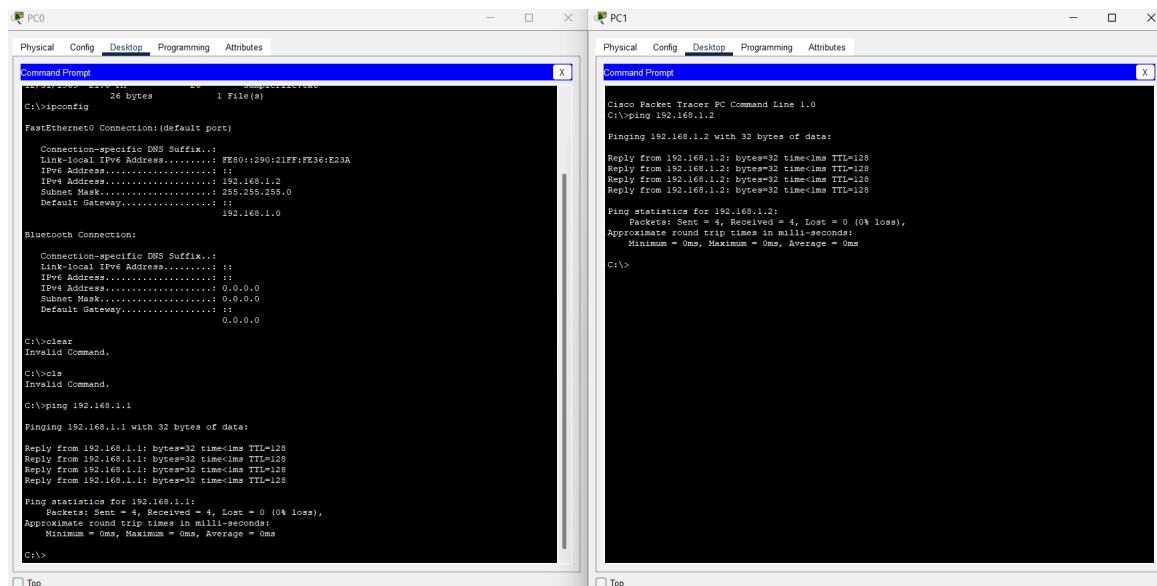 PC0
Physical Config Desktop Programming Attributes
Command Prompt X
26 bytes 1 File(s)
C:\>ipconfig
FastEthernet0 Connection:(default port)
Connection-specific DNS Suffix..:
Link-local IPv6 Address.........: FE80::290:21FF:FE36:E23A
IPv6 Address....................: ::
IPv4 Address....................: 192.168.1.2
Subnet Mask.....................: 255.255.255.0
Default Gateway.................: ::
192.168.1.0
Bluetooth Connection:
Connection-specific DNS Suffix..:
Link-local IPv6 Address.........: ::
IPv6 Address....................: ::
IPv4 Address....................: 0.0.0.0
Subnet Mask.....................: 0.0.0.0
Default Gateway.................: ::
0.0.0.0
C:\>clear
Invalid Command.
C:\>cls
Invalid Command.
C:\>ping 192.168.1.1
Pinging 192.168.1.1 with 32 bytes of data:
Reply from 192.168.1.1: bytes=32 time<1ms TTL=128
Reply from 192.168.1.1: bytes=32 time<1ms TTL=128
Reply from 192.168.1.1: bytes=32 time<1ms TTL=128
Reply from 192.168.1.1: bytes=32 time<1ms TTL=128
Ping statistics for 192.168.1.1:
Packets: Sent = 4, Received = 4, Lost = 0 (0% loss),
Approximate round trip times in milli-seconds:
Minimum = 0ms, Maximum = 0ms, Average = 0ms
C:\>
Top
PC1
Physical Config Desktop Programming Attributes
Command Prompt X
Cisco Packet Tracer PC Command Line 1.0
C:\>ping 192.168.1.2
Pinging 192.168.1.2 with 32 bytes of data:
Reply from 192.168.1.2: bytes=32 time<1ms TTL=128
Reply from 192.168.1.2: bytes=32 time<1ms TTL=128
Reply from 192.168.1.2: bytes=32 time<1ms TTL=128
Reply from 192.168.1.2: bytes=32 time<1ms TTL=128
Ping statistics for 192.168.1.2:
Packets: Sent = 4, Received = 4, Lost = 0 (0% loss),
Approximate round trip times in milli-seconds:
Minimum = 0ms, Maximum = 0ms, Average = 0ms
C:\>
Top